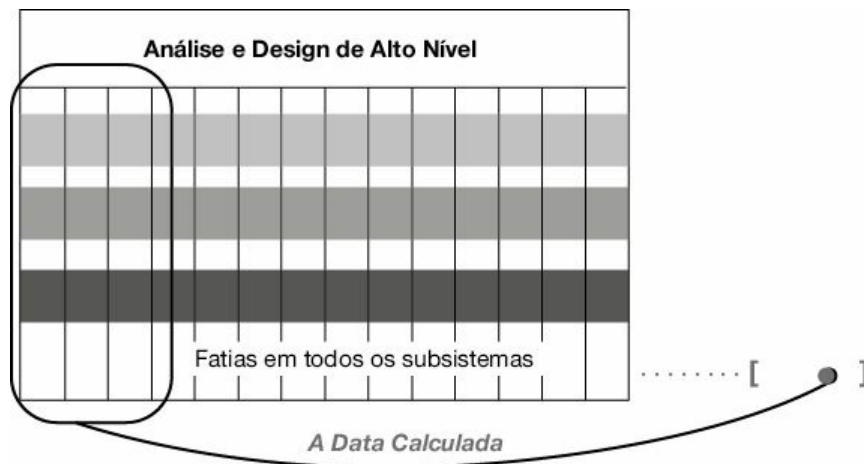 Análise e Design de Alto Nível
Fatias em todos os subsistemas
[ ]
A Data Calculada